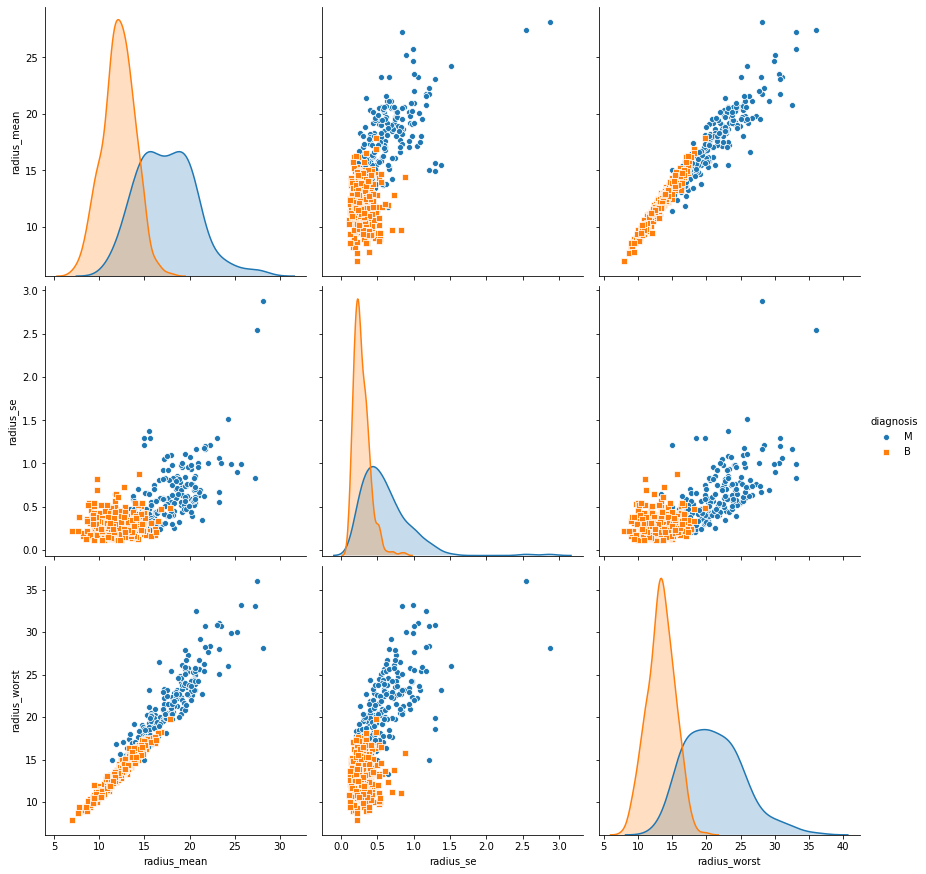 25
20
15
10
radius_mean
3.0
2.5
2.0
1.5
1.0
0.5
0.0
radius_se
diagnosis
M
B
35
30
25
20
15
10
radius_worst
5 10 15 20 25 30
radius_mean
0.0 0.5 1.0 1.5 2.0 2.5 3.0
radius_se
5 10 15 20 25 30 35 40
radius_worst